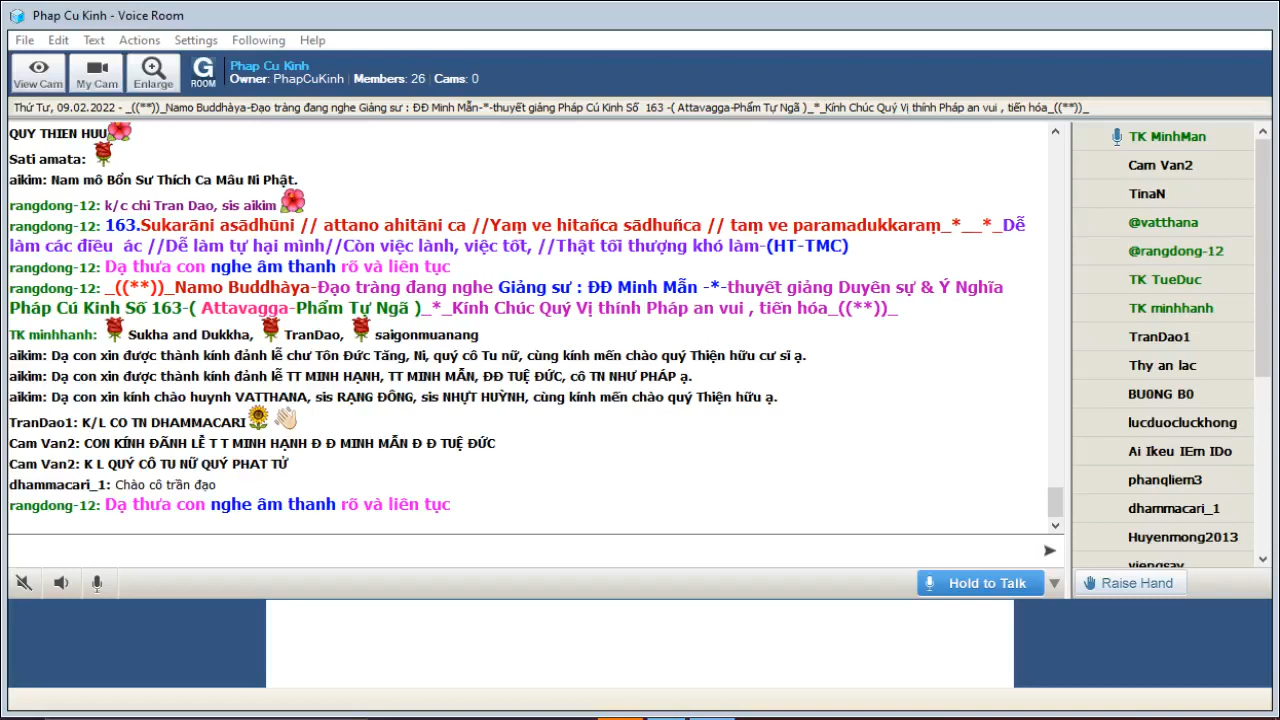 Phap Cu Kinh - Voice Room
File Edit Text Actions Settings Following Help
View Cam My Cam Enlarge G ROOM
Phap Cu Kinh
Owner: PhapCuKinh Members: 26 Cams: 0
Thứ Tư, 09.02.2022 - _((**))_Namo Buddhàya-Đạo tràng đang nghe Giảng sư : ĐĐ Minh Mẫn-*-thuyết giảng Pháp Cú Kinh Số 163 -( Attavagga-Phẩm Tự Ngã )_*_Kính Chúc Quý Vị thính Pháp an vui , tiến hóa_((**))_
QUY THIEN HUU
Sati amata:
aikim: Nam mô Bổn Sư Thích Ca Mâu Ni Phật.
rangdong-12: k/c chi Tran Dao, sis aikim
rangdong-12: 163.Sukarāni asādhūni // attano ahitāni ca //Yaṃ ve hitañca sādhuñca // taṃ ve paramadukkaraṃ_*__*_Dễ
làm các điều ác //Dễ làm tự hại mình//Còn việc lành, việc tốt, //Thật tối thượng khó làm-(HT-TMC)
rangdong-12: Dạ thưa con nghe âm thanh rõ và liên tục
rangdong-12: _((**))_Namo Buddhàya-Đạo tràng đang nghe Giảng sư : ĐĐ Minh Mẫn -*-thuyết giảng Duyên sự & Ý Nghĩa
Pháp Cú Kinh Số 163-( Attavagga-Phẩm Tự Ngã )_*_Kính Chúc Quý Vị thính Pháp an vui , tiến hóa_((**))_
TK minhhanh: Sukha and Dukkha, TranDao, saigonmuanang
aikim: Dạ con xin được thành kính đảnh lễ chư Tôn Đức Tăng, Ni, quý cô Tu nữ, cùng kính mến chào quý Thiện hữu cư sĩ ạ.
aikim: Dạ con xin được thành kính đảnh lễ TT MINH HẠNH, TT MINH MẪN, ĐĐ TUỆ ĐỨC, cô TN NHƯ PHÁP ạ.
aikim: Dạ con xin kính chào huynh VATTHANA, sis RẠNG ĐÔNG, sis NHỰT HUỲNH, cùng kính mến chào quý Thiện hữu ạ.
TranDao1: K/L CO TN DHAMMACARI
Cam Van2: CON KÍNH ĐÃNH LỄ T T MINH HẠNH Đ Đ MINH MẪN Đ Đ TUỆ ĐỨC
Cam Van2: K L QUÝ CÔ TU NỮ QUÝ PHAT TỬ
dhammacari_1: Chào cô trần đạo
rangdong-12: Dạ thưa con nghe âm thanh rõ và liên tục
Hold to Talk
TK MinhMan
Cam Van2
TinaN
@vatthana
@rangdong-12
TK TueDuc
TK minhhanh
TranDao1
Thy an lac
BU0NG B0
lucduocluckhong
Ai Ikeu IEm IDo
phanqliem3
dhammacari_1
Huyenmong2013
viengsay
Raise Hand